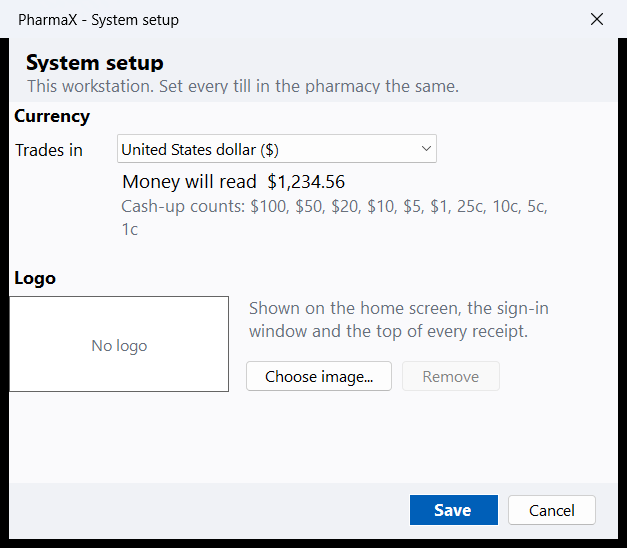 PharmaX - System setup
System setup
This workstation. Set every till in the pharmacy the same.
Currency
Trades in
United States dollar ($)
Money will read $1,234.56
Cash-up counts: $100, $50, $20, $10, $5, $1, 25c, 10c, 5c,
1c
Logo
No logo
Shown on the home screen, the sign-in
window and the top of every receipt.
Choose image...
Remove
Save
Cancel